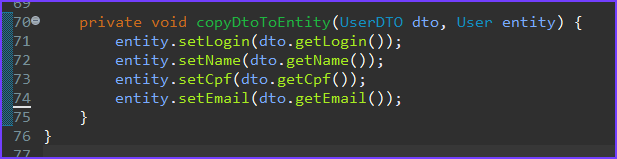 69
70 private void copyDtoToEntity(UserDTO dto, User entity) {
71 entity.setLogin(dto.getLogin());
72 entity.setName(dto.getName());
73 entity.setCpf(dto.getCpf());
74 entity.setEmail(dto.getEmail());
75 }
76 }
77